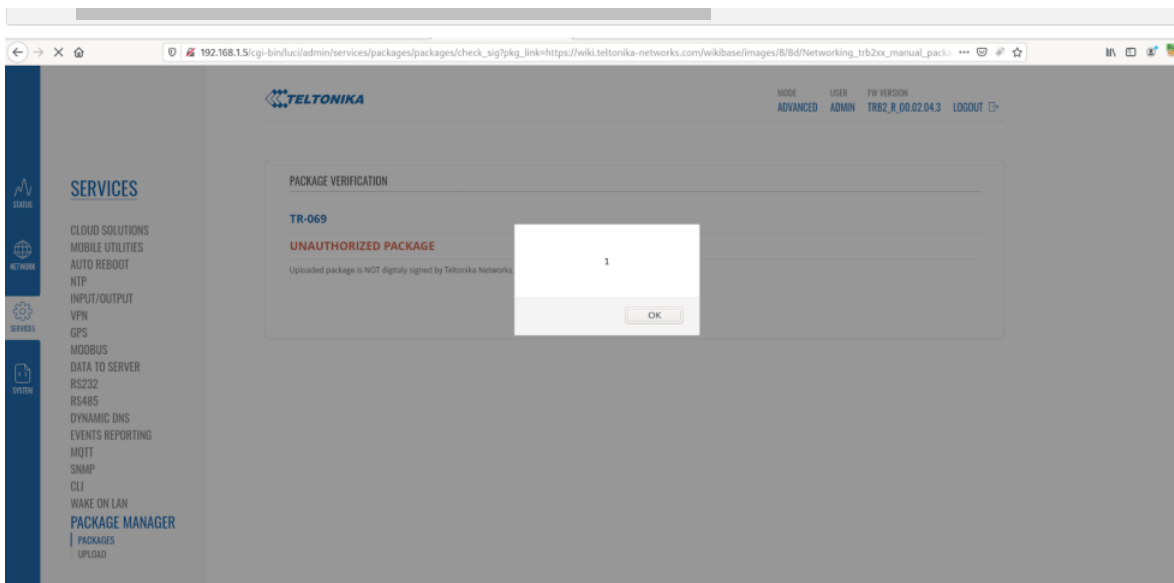 192.168.1.5/cgi-bin/luci/admin/services/packages/packages/check_sig?pkg_link=https://wiki.teltonika-networks.com/wikibase/images/8/8d/Networking_trb2xx_manual_packa
TELTONIKA
MODE USER FW VERSION
ADVANCED ADMIN TRB2_R_00.02.04.3 LOGOUT
STATUS
NETWORK
SERVICES
SYSTEM
SERVICES
CLOUD SOLUTIONS
MOBILE UTILITIES
AUTO REBOOT
NTP
INPUT/OUTPUT
VPN
GPS
MODBUS
DATA TO SERVER
RS232
RS485
DYNAMIC DNS
EVENTS REPORTING
MQTT
SNMP
CLI
WAKE ON LAN
PACKAGE MANAGER
PACKAGES
UPLOAD
PACKAGE VERIFICATION
TR-069
UNAUTHORIZED PACKAGE
Uploaded package is NOT digitaly signed by Teltonika Networks.
1
OK